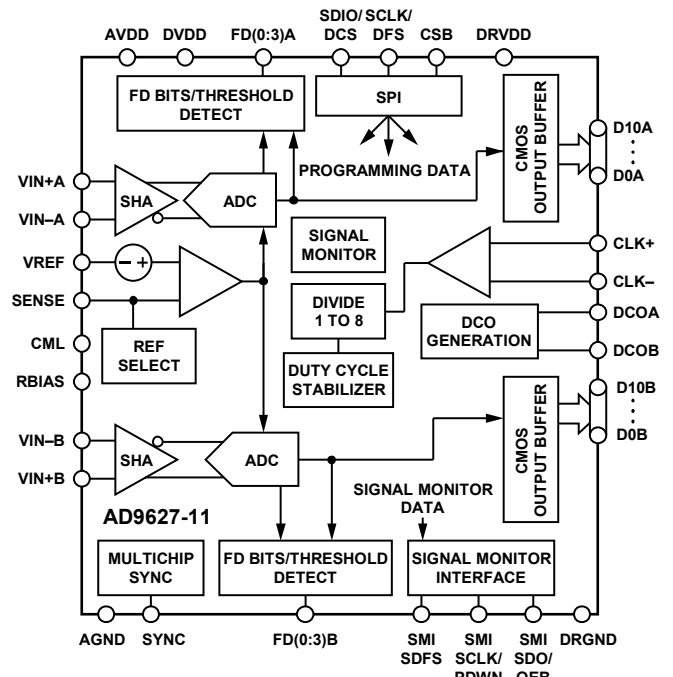 SDIO/ SCLK/
AVDD DVDD FD(0:3)A DCS DFS CSB DRVDD
FD BITS/THRESHOLD
DETECT
SPI
CMOS
OUTPUT BUFFER
D10A
D0A
PROGRAMMING DATA
VIN+A
SHA
ADC
VIN–A
SIGNAL
MONITOR
VREF
– +
CLK+
SENSE
CLK–
DIVIDE
1 TO 8
DCO
GENERATION
DCOA
CML
REF
SELECT
DCOB
RBIAS
DUTY CYCLE
STABILIZER
D10B
CMOS
OUTPUT BUFFER
D0B
VIN–B
SHA
ADC
VIN+B
SIGNAL MONITOR
DATA
AD9627-11
MULTICHIP
SYNC
FD BITS/THRESHOLD
DETECT
SIGNAL MONITOR
INTERFACE
AGND SYNC FD(0:3)B SMI SMI SMI DRGND
SDFS SCLK/ SDO/
PDWN OEB